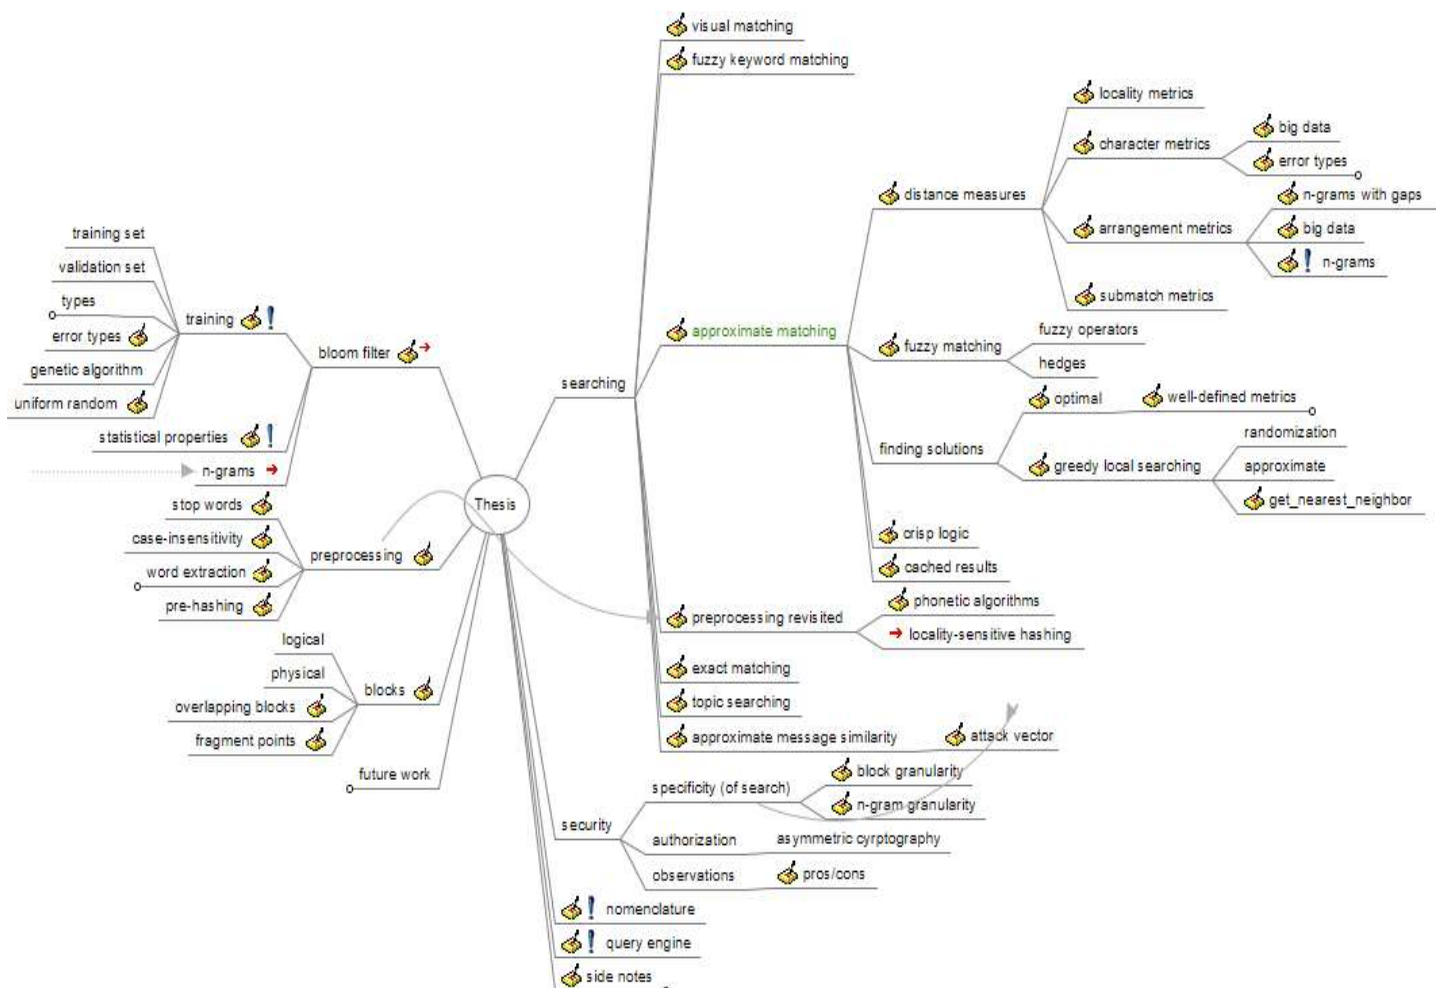 visual matching
fuzzy keyword matching
locality metrics
character metrics
big data
error types
distance measures
n-grams with gaps
arrangement metrics
big data
n-grams
submatch metrics
approximate matching
fuzzy matching
fuzzy operators
hedges
optimal
well-defined metrics
finding solutions
greedy local searching
randomization
approximate
get_nearest_neighbor
crisp logic
cached results
searching
preprocessing revisited
phonetic algorithms
locality-sensitive hashing
exact matching
topic searching
approximate message similarity
attack vector
training set
validation set
types
error types
genetic algorithm
uniform random
training
bloom filter
statistical properties
n-grams
Thesis
stop words
case-insensitivity
word extraction
pre-hashing
preprocessing
logical
physical
overlapping blocks
fragment points
blocks
future work
security
specificity (of search)
block granularity
n-gram granularity
authorization
asymmetric cyrptography
observations
pros/cons
nomenclature
query engine
side notes